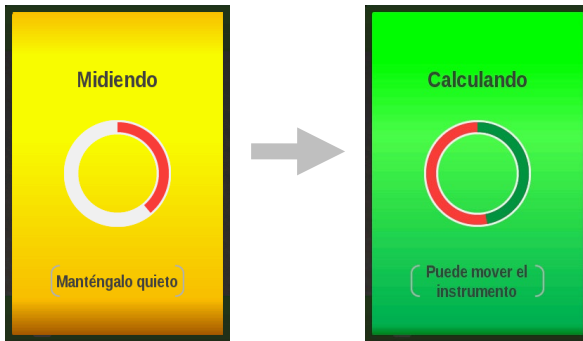 Midiendo
Manténgalo quieto
Calculando
Puede mover el
instrumento